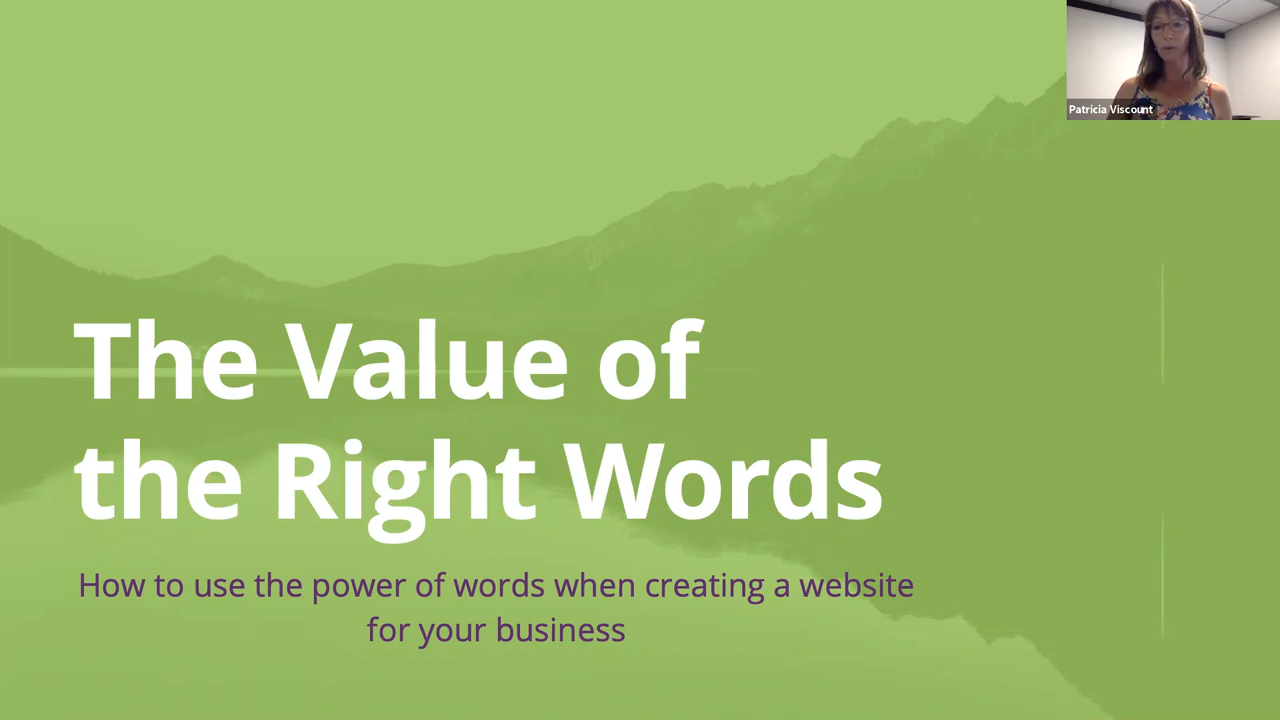 Patricia Viscount
The Value of
the Right Words
How to use the power of words when creating a website
for your business